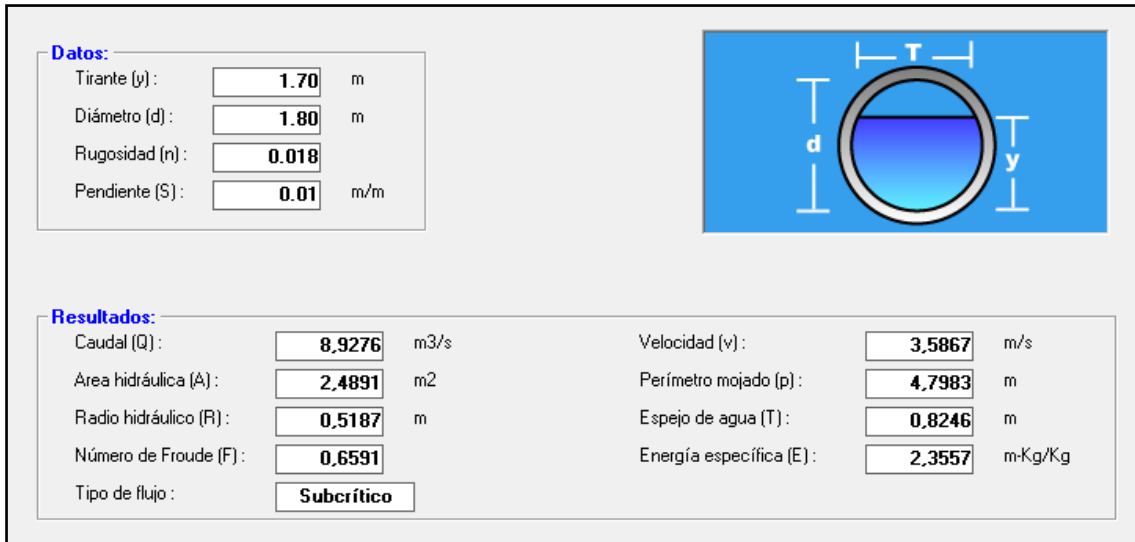 Datos:
Tirante (y) : 1.70 m
Diámetro (d) : 1.80 m
Rugosidad (n) : 0.018
Pendiente (S) : 0.01 m/m
T
d
y
Resultados:
Caudal (Q) : 8,9276 m3/s Velocidad (v) : 3,5867 m/s
Area hidráulica (A) : 2,4891 m2 Perímetro mojado (p) : 4,7983 m
Radio hidráulico (R) : 0,5187 m Espejo de agua (T) : 0,8246 m
Número de Froude (F) : 0,6591 Energía específica (E) : 2,3557 m-Kg/Kg
Tipo de flujo : Subcrítico